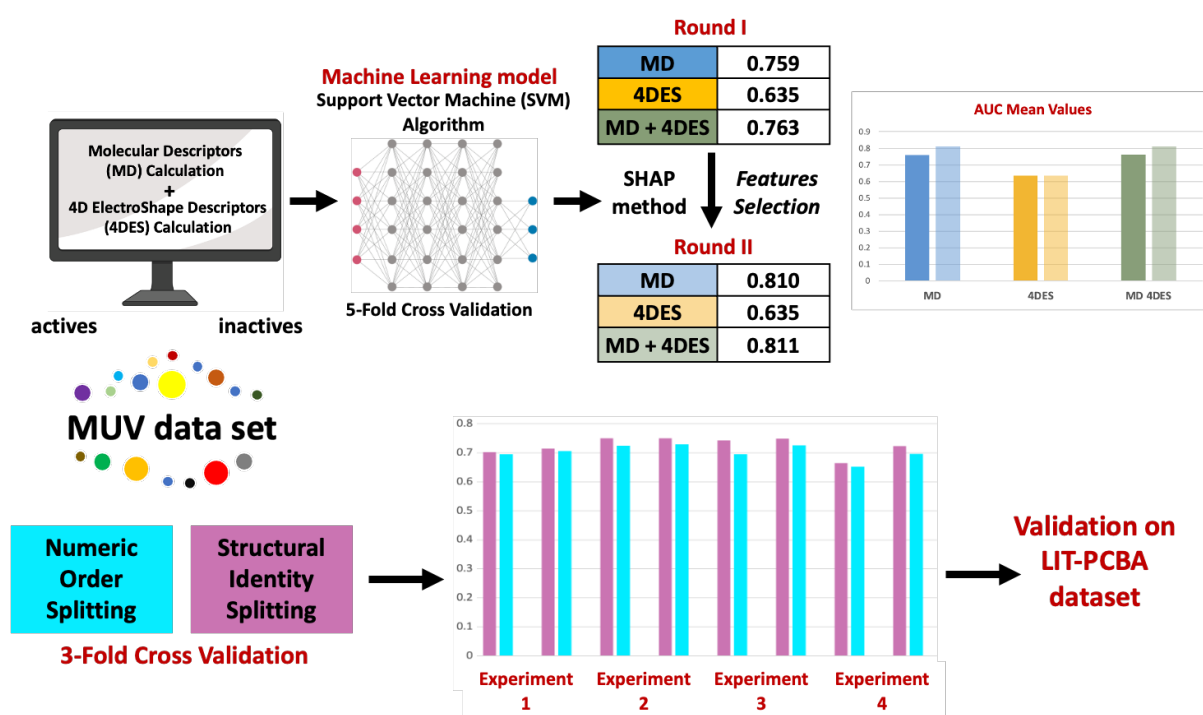 Molecular Descriptors
(MD) Calculation
+
4D ElectroShape Descriptors
(4DES) Calculation
actives
inactives
MUV data set
Machine Learning model
Support Vector Machine (SVM)
Algorithm
5-Fold Cross Validation
SHAP
method
Round I
MD 0.759
4DES 0.635
MD + 4DES 0.763
Features
Selection
Round II
MD 0.810
4DES 0.635
MD + 4DES 0.811
AUC Mean Values
0.9
0.8
0.7
0.6
0.5
0.4
0.3
0.2
0.1
0
MD 4DES MD 4DES
Numeric
Order
Splitting
Structural
Identity
Splitting
3-Fold Cross Validation
0.8
0.7
0.6
0.5
0.4
0.3
0.2
0.1
0
Experiment
1
Experiment
2
Experiment
3
Experiment
4
Validation on
LIT-PCBA
dataset